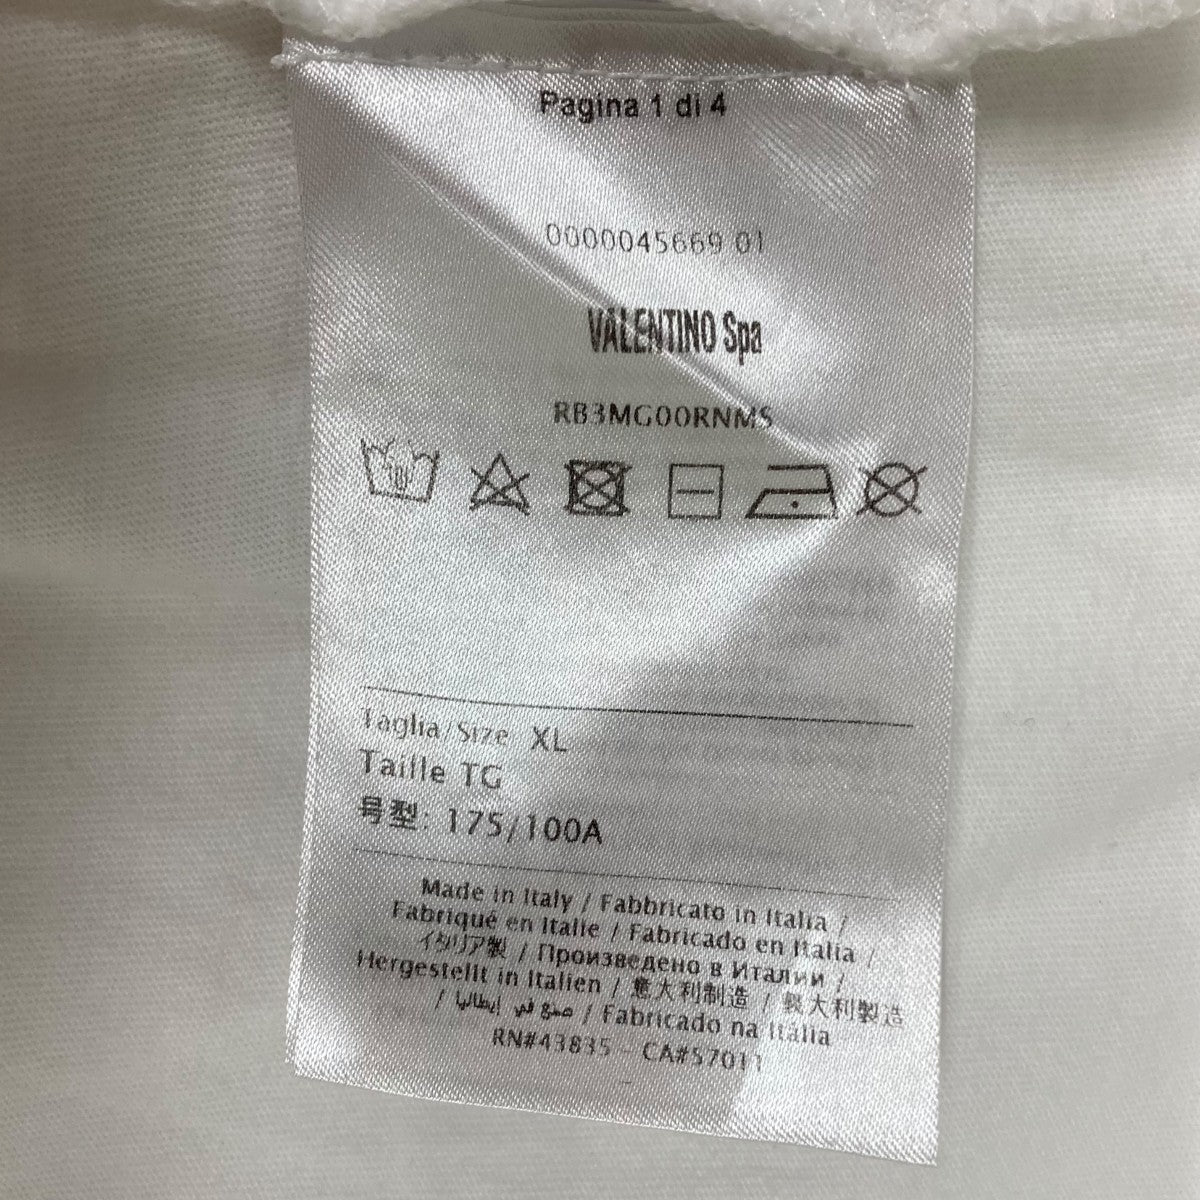 Pagina 1 di 4
0000045669 01
VALENTINO Spa
RB3MG00RNMS
Taglia/Size XL
Taille TG
号型: 175/100A
Made in Italy / Fabbricato in Italia /
Fabriqué en Italie / Fabricado en Italia /
イタリア製 / Произведено в Италии /
Hergestellt in Italien / 意大利制造 / 義大利製造
/ صنع في إيطاليا / Fabricado na Itália
RN#43835 - CA#57011